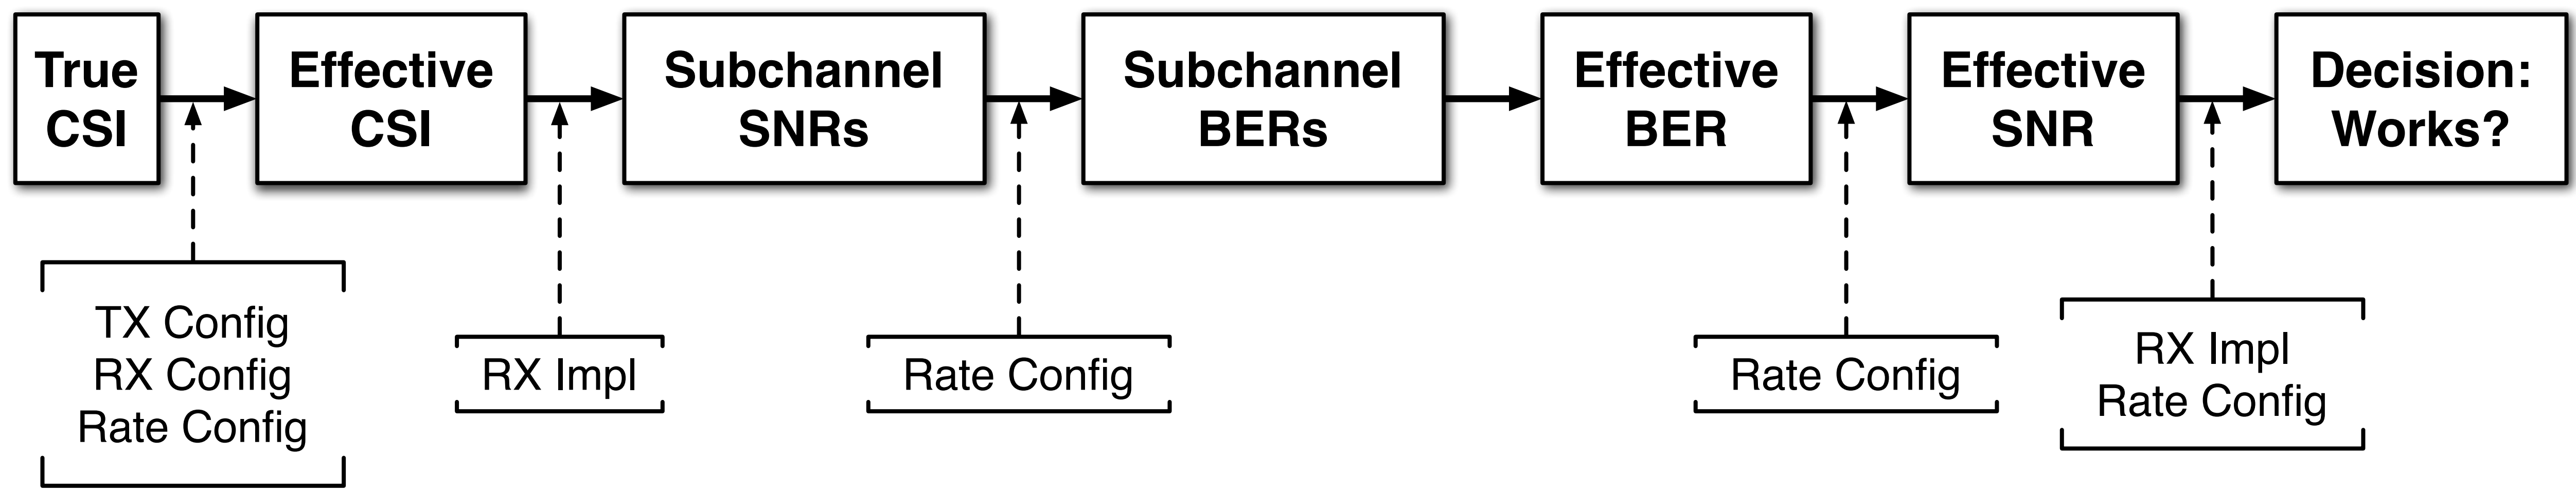 True
CSI
Effective
CSI
Subchannel
SNRs
Subchannel
BERs
Effective
BER
Effective
SNR
Decision:
Works?
TX Config
RX Config
Rate Config
RX Impl
Rate Config
Rate Config
RX Impl
Rate Config